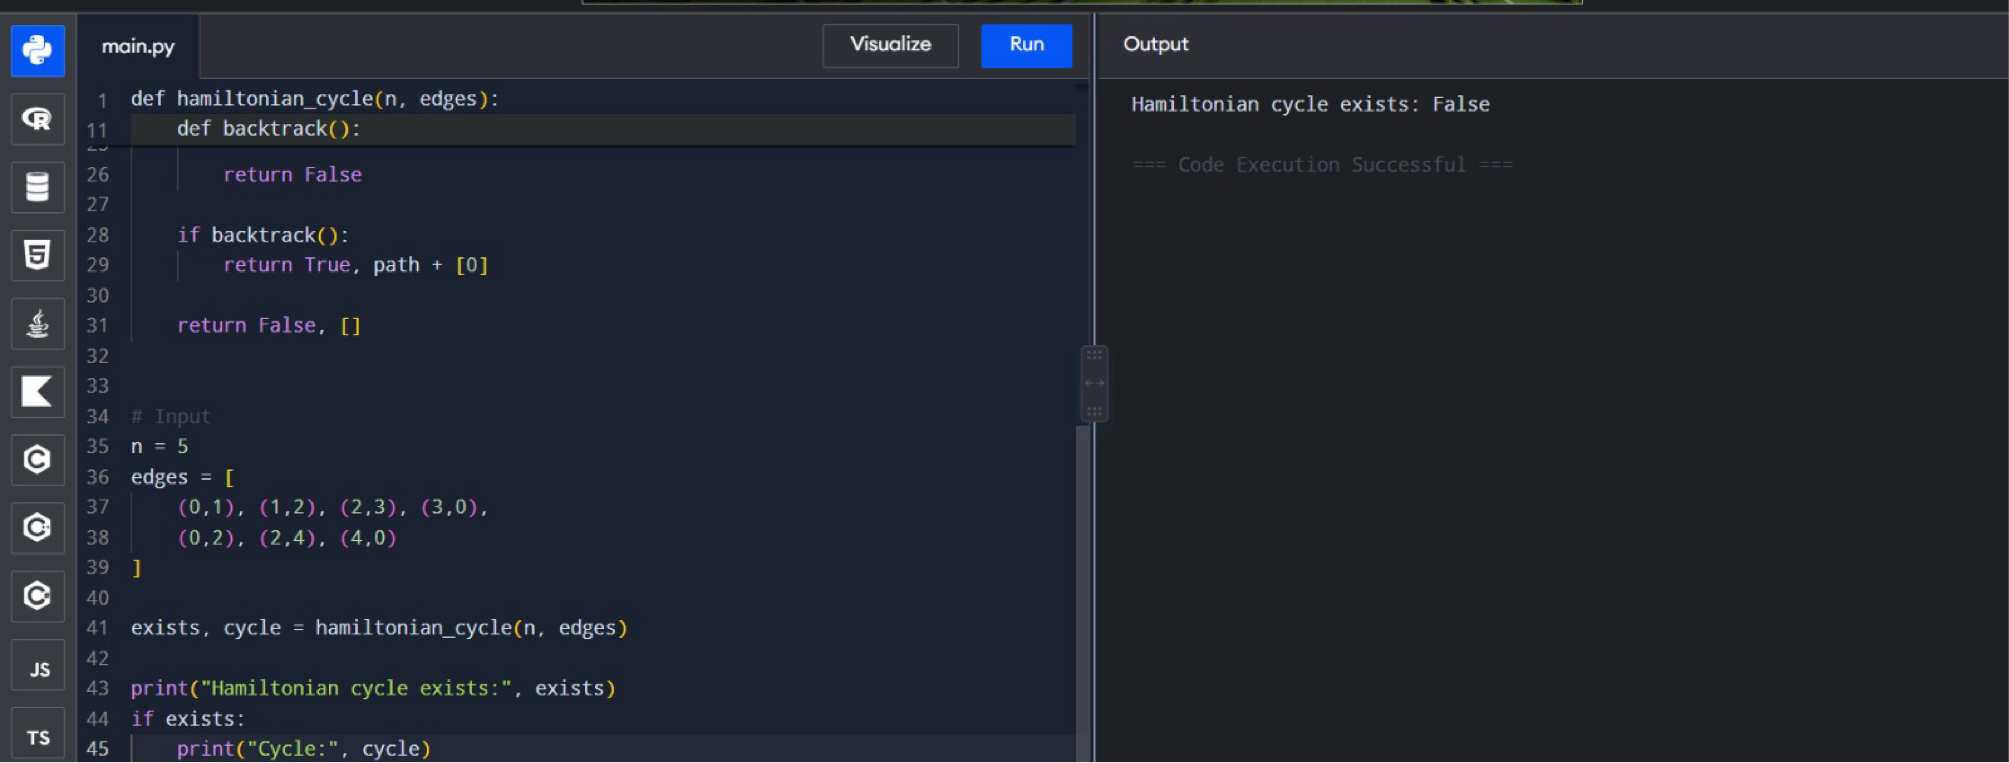 main.py
Visualize
Run
Output
1 def hamiltonian_cycle(n, edges):
11     def backtrack():
26         return False
27
28     if backtrack():
29         return True, path + [0]
30
31     return False, []
32
33
34 # Input
35 n = 5
36 edges = [
37     (0,1), (1,2), (2,3), (3,0),
38     (0,2), (2,4), (4,0)
39 ]
40
41 exists, cycle = hamiltonian_cycle(n, edges)
42
43 print("Hamiltonian cycle exists:", exists)
44 if exists:
45     print("Cycle:", cycle)
Hamiltonian cycle exists: False
=== Code Execution Successful ===
R
5
C
C
C
JS
TS